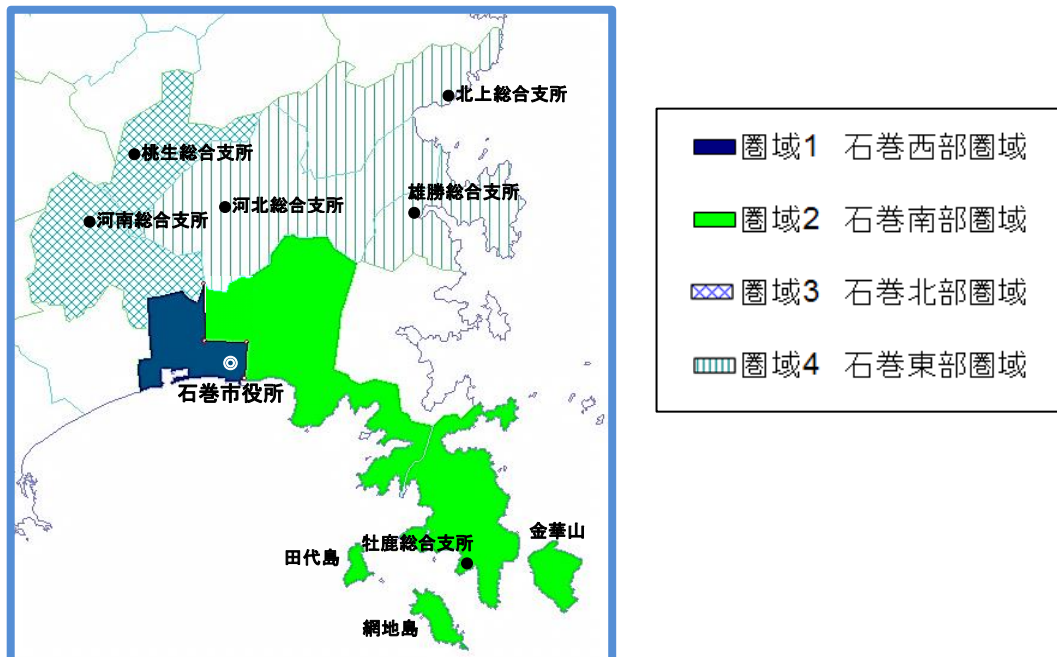 北上総合支所
桃生総合支所
河北総合支所
雄勝総合支所
河南総合支所
石巻市役所
牡鹿総合支所
金華山
田代島
網地島
圏域1 石巻西部圏域
圏域2 石巻南部圏域
圏域3 石巻北部圏域
圏域4 石巻東部圏域